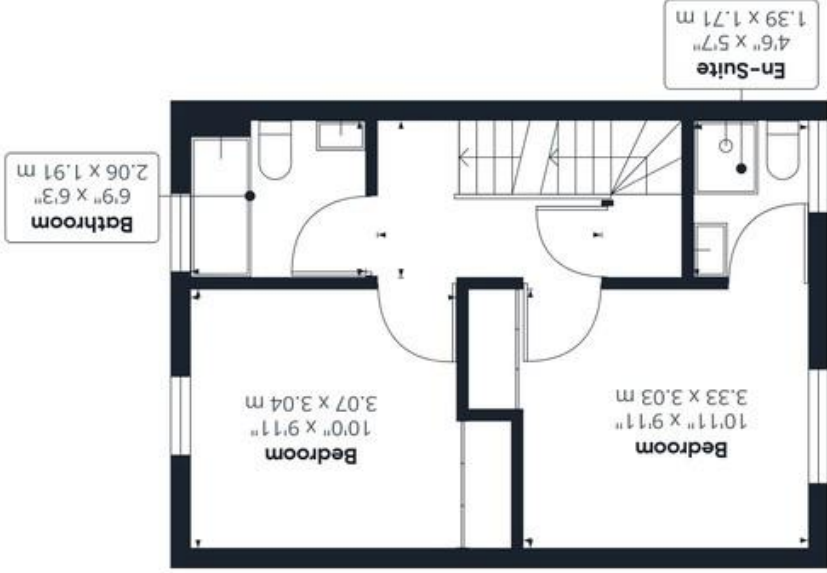 Bedroom
10'11" x 9'11"
3.33 x 3.03 m
Bedroom
10'0" x 9'11"
3.07 x 3.04 m
Bathroom
6'9" x 6'3"
2.06 x 1.91 m
En-Suite
4'6" x 5'7"
1.39 x 1.71 m